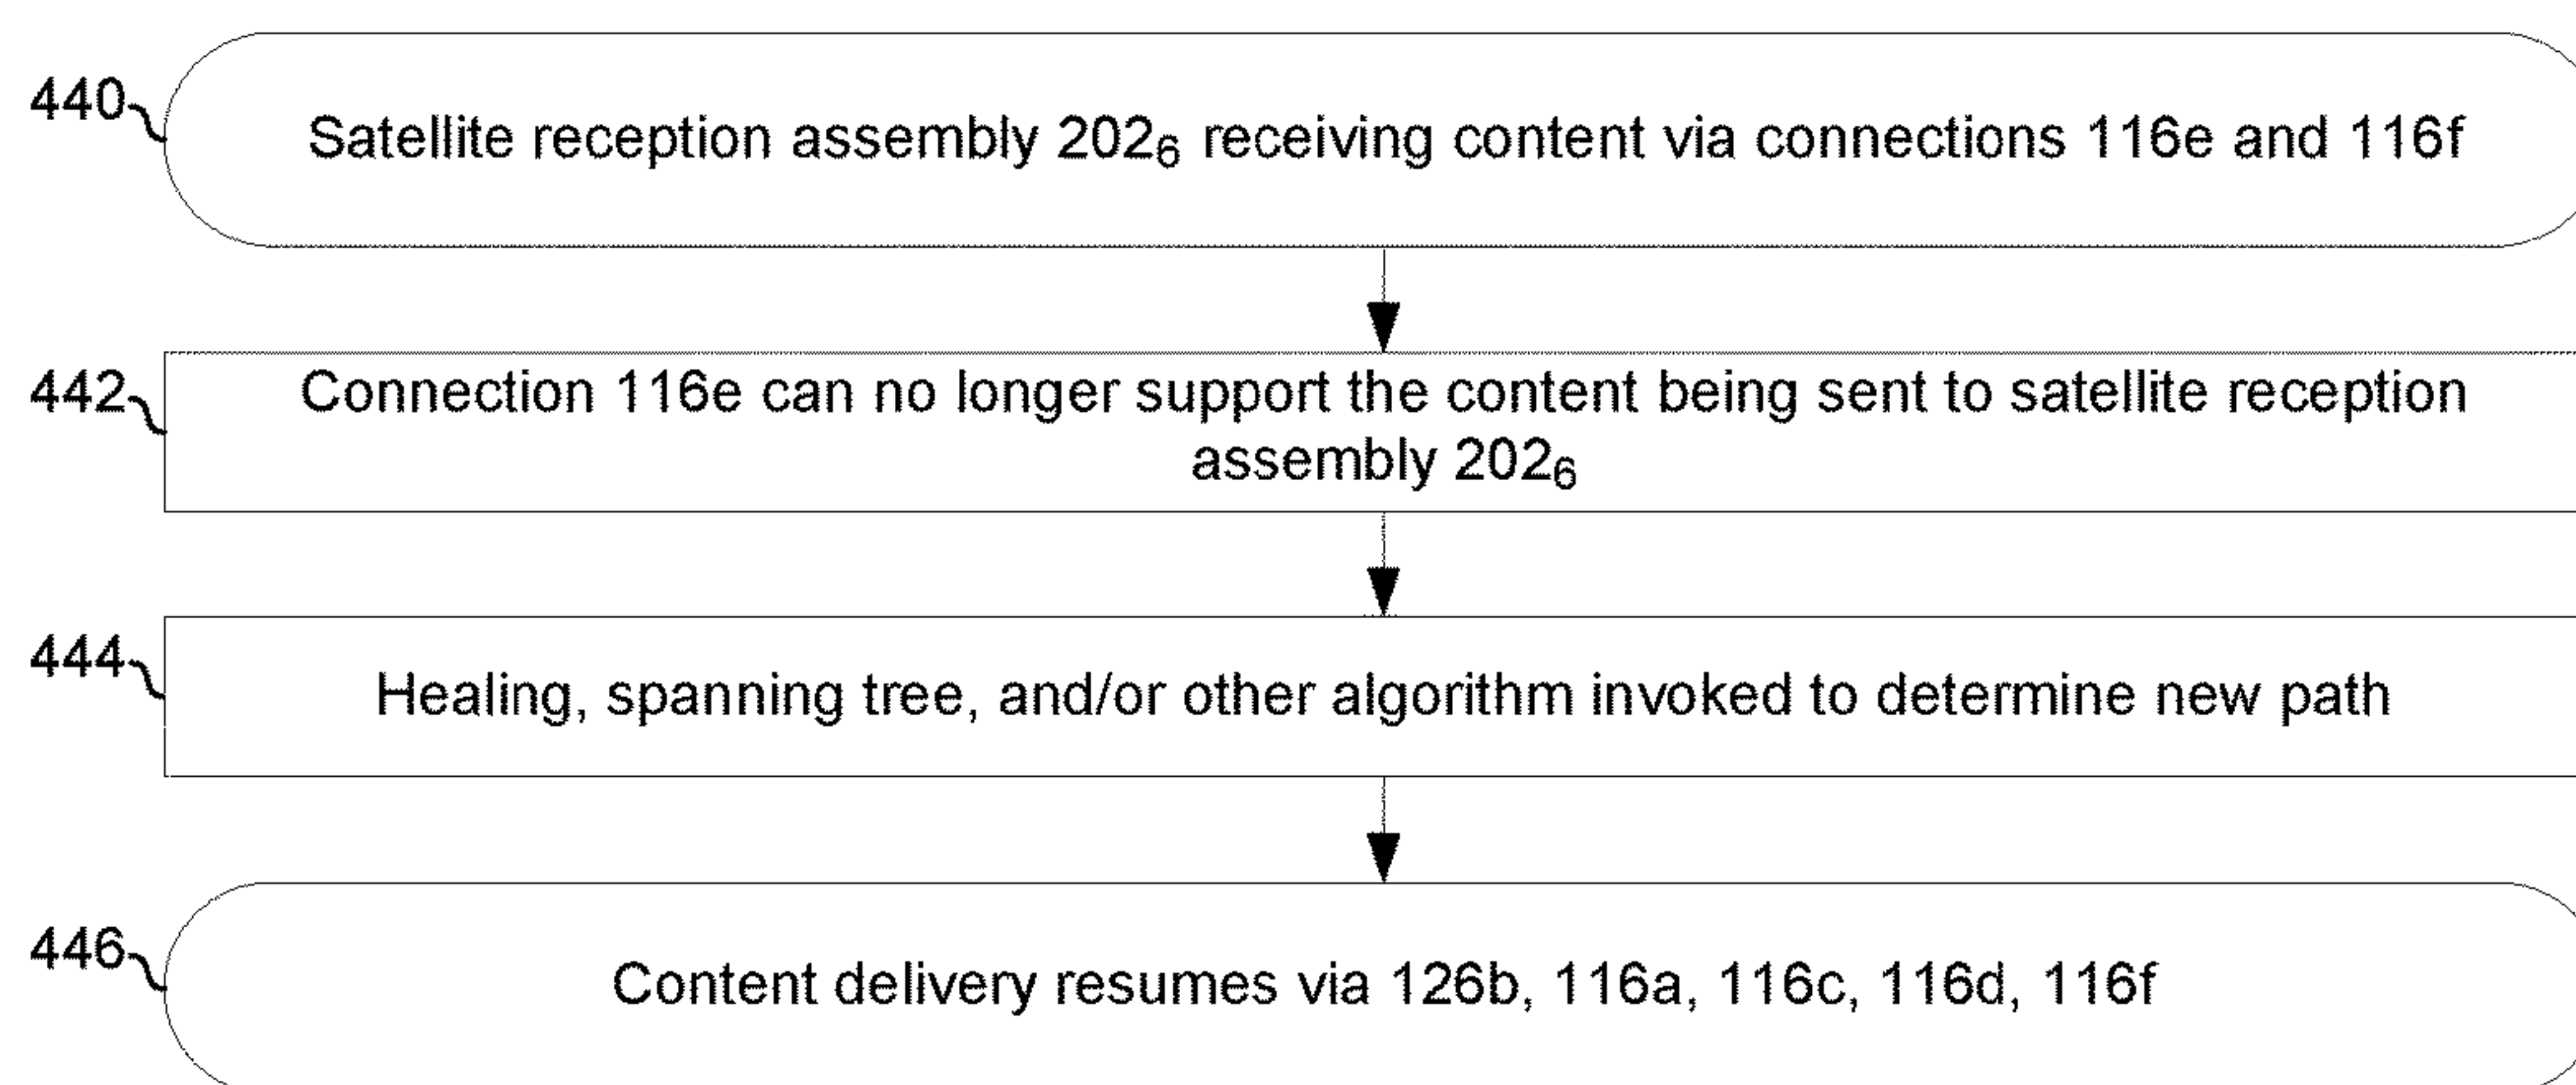 440
Satellite reception assembly 202₆ receiving content via connections 116e and 116f
442
Connection 116e can no longer support the content being sent to satellite reception
assembly 202₆
444
Healing, spanning tree, and/or other algorithm invoked to determine new path
446
Content delivery resumes via 126b, 116a, 116c, 116d, 116f